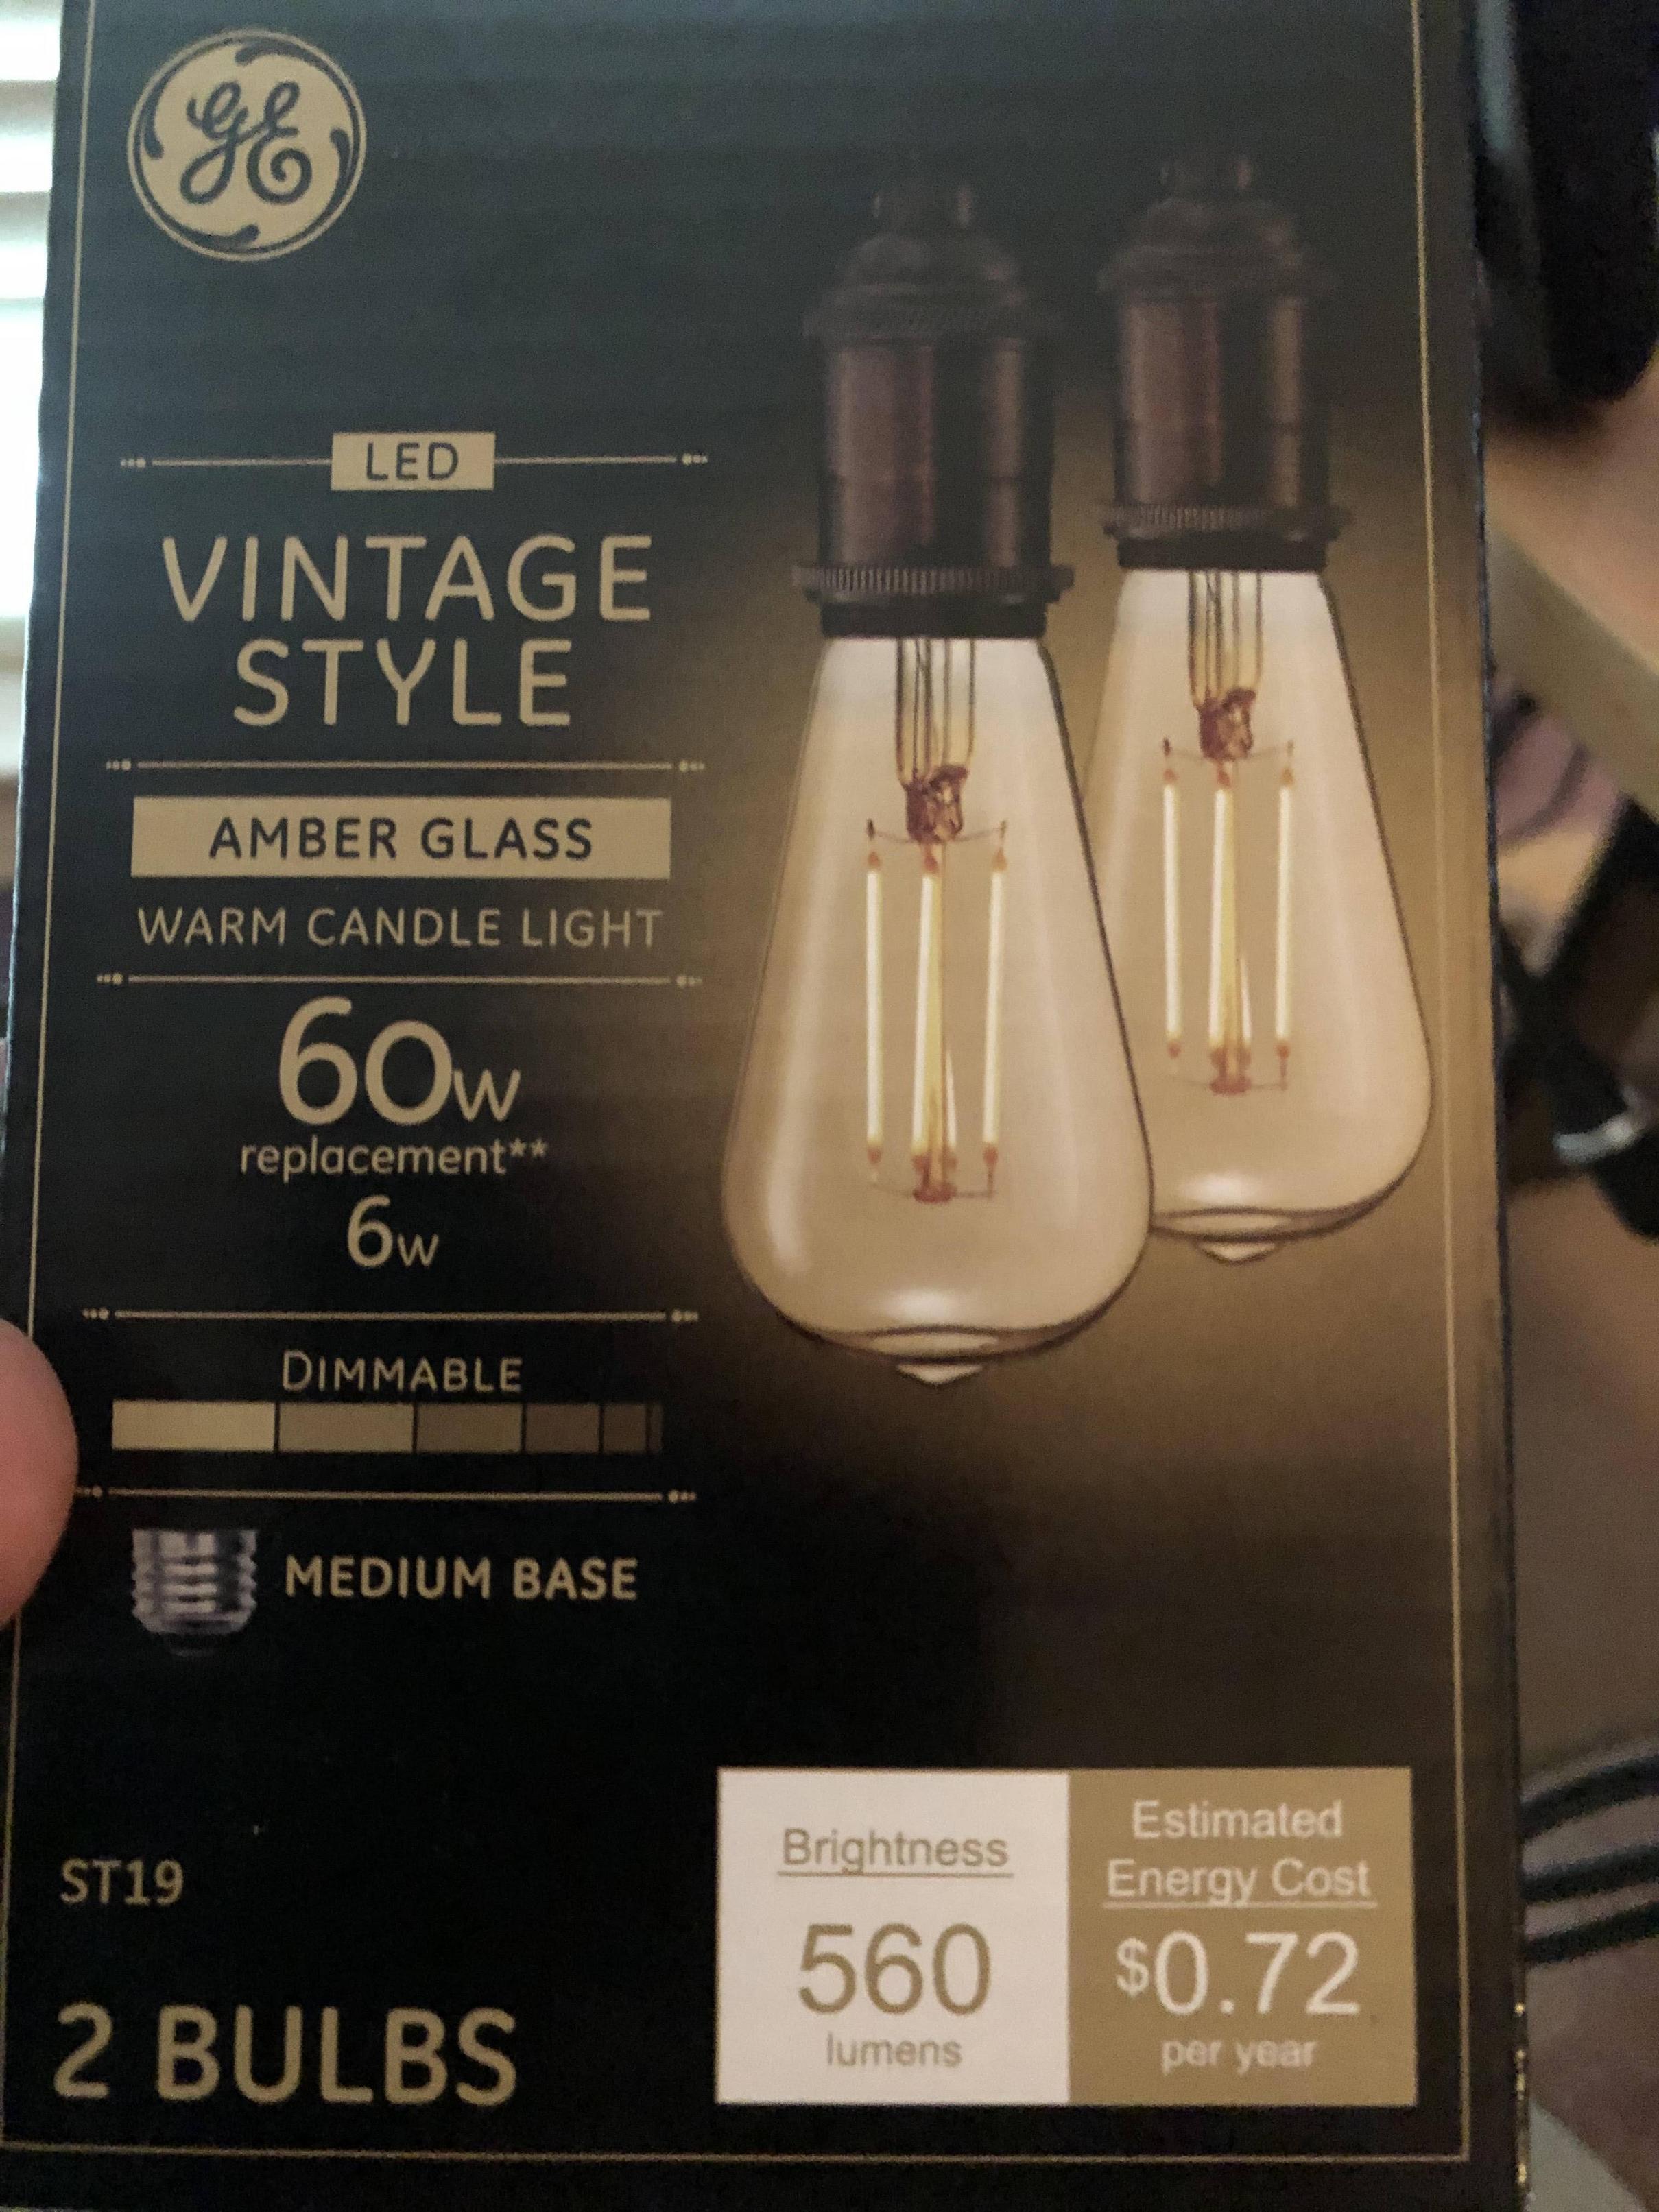 GE
LED
VINTAGE
STYLE
AMBER GLASS
WARM CANDLE LIGHT
60w
replacement**
6w
DIMMABLE
MEDIUM BASE
ST19
2 BULBS
Brightness
560
lumens
Estimated
Energy Cost
$0.72
per year